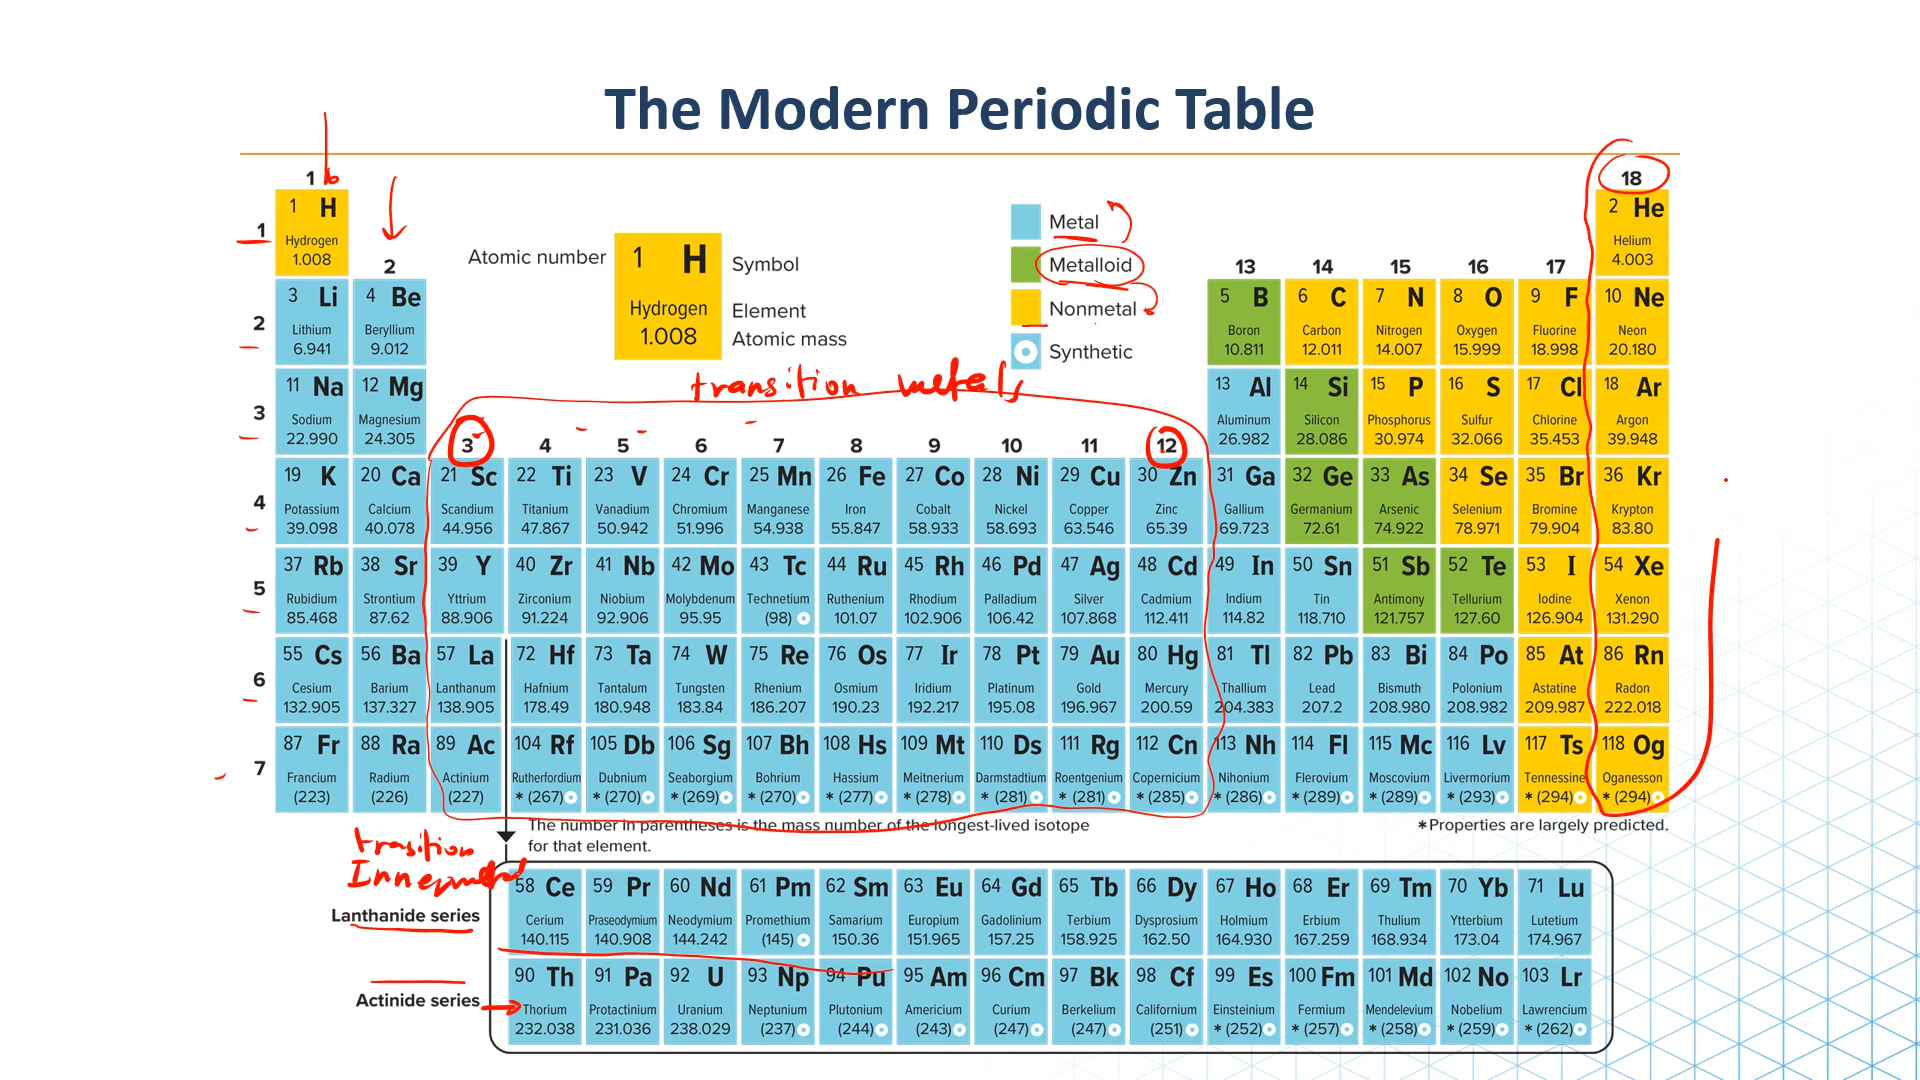 The Modern Periodic Table
1 18
1 H Hydrogen 1.008 2 He Helium 4.003
1
2 13 14 15 16 17
Atomic number 1 H Hydrogen 1.008 Symbol Element Atomic mass
Metal
Metalloid
Nonmetal
Synthetic
2
3 Li Lithium 6.941 4 Be Beryllium 9.012 5 B Boron 10.811 6 C Carbon 12.011 7 N Nitrogen 14.007 8 O Oxygen 15.999 9 F Fluorine 18.998 10 Ne Neon 20.180
transition metals
3
11 Na Sodium 22.990 12 Mg Magnesium 24.305 13 Al Aluminum 26.982 14 Si Silicon 28.086 15 P Phosphorus 30.974 16 S Sulfur 32.066 17 Cl Chlorine 35.453 18 Ar Argon 39.948
3 4 5 6 7 8 9 10 11 12
4
19 K Potassium 39.098 20 Ca Calcium 40.078 21 Sc Scandium 44.956 22 Ti Titanium 47.867 23 V Vanadium 50.942 24 Cr Chromium 51.996 25 Mn Manganese 54.938 26 Fe Iron 55.847 27 Co Cobalt 58.933 28 Ni Nickel 58.693 29 Cu Copper 63.546 30 Zn Zinc 65.39 31 Ga Gallium 69.723 32 Ge Germanium 72.61 33 As Arsenic 74.922 34 Se Selenium 78.971 35 Br Bromine 79.904 36 Kr Krypton 83.80
5
37 Rb Rubidium 85.468 38 Sr Strontium 87.62 39 Y Yttrium 88.906 40 Zr Zirconium 91.224 41 Nb Niobium 92.906 42 Mo Molybdenum 95.95 43 Tc Technetium (98) 44 Ru Ruthenium 101.07 45 Rh Rhodium 102.906 46 Pd Palladium 106.42 47 Ag Silver 107.868 48 Cd Cadmium 112.411 49 In Indium 114.82 50 Sn Tin 118.710 51 Sb Antimony 121.757 52 Te Tellurium 127.60 53 I Iodine 126.904 54 Xe Xenon 131.290
6
55 Cs Cesium 132.905 56 Ba Barium 137.327 57 La Lanthanum 138.905 72 Hf Hafnium 178.49 73 Ta Tantalum 180.948 74 W Tungsten 183.84 75 Re Rhenium 186.207 76 Os Osmium 190.23 77 Ir Iridium 192.217 78 Pt Platinum 195.08 79 Au Gold 196.967 80 Hg Mercury 200.59 81 Tl Thallium 204.383 82 Pb Lead 207.2 83 Bi Bismuth 208.980 84 Po Polonium 208.982 85 At Astatine 209.987 86 Rn Radon 222.018
7
87 Fr Francium (223) 88 Ra Radium (226) 89 Ac Actinium (227) 104 Rf Rutherfordium * (267) 105 Db Dubnium * (270) 106 Sg Seaborgium * (269) 107 Bh Bohrium * (270) 108 Hs Hassium * (277) 109 Mt Meitnerium * (278) 110 Ds Darmstadtium * (281) 111 Rg Roentgenium * (281) 112 Cn Copernicium * (285) 113 Nh Nihonium * (286) 114 Fl Flerovium * (289) 115 Mc Moscovium * (289) 116 Lv Livermorium * (293) 117 Ts Tennessine * (294) 118 Og Oganesson * (294)
The number in parentheses is the mass number of the longest-lived isotope
for that element.
*Properties are largely predicted.
trasition
Lanthanide series
58 Ce Cerium 140.115 59 Pr Praseodymium 140.908 60 Nd Neodymium 144.242 61 Pm Promethium (145) 62 Sm Samarium 150.36 63 Eu Europium 151.965 64 Gd Gadolinium 157.25 65 Tb Terbium 158.925 66 Dy Dysprosium 162.50 67 Ho Holmium 164.930 68 Er Erbium 167.259 69 Tm Thulium 168.934 70 Yb Ytterbium 173.04 71 Lu Lutetium 174.967
Actinide series
90 Th Thorium 232.038 91 Pa Protactinium 231.036 92 U Uranium 238.029 93 Np Neptunium (237) 94 Pu Plutonium (244) 95 Am Americium (243) 96 Cm Curium (247) 97 Bk Berkelium (247) 98 Cf Californium (251) 99 Es Einsteinium * (252) 100 Fm Fermium * (257) 101 Md Mendelevium * (258) 102 No Nobelium * (259) 103 Lr Lawrencium * (262)